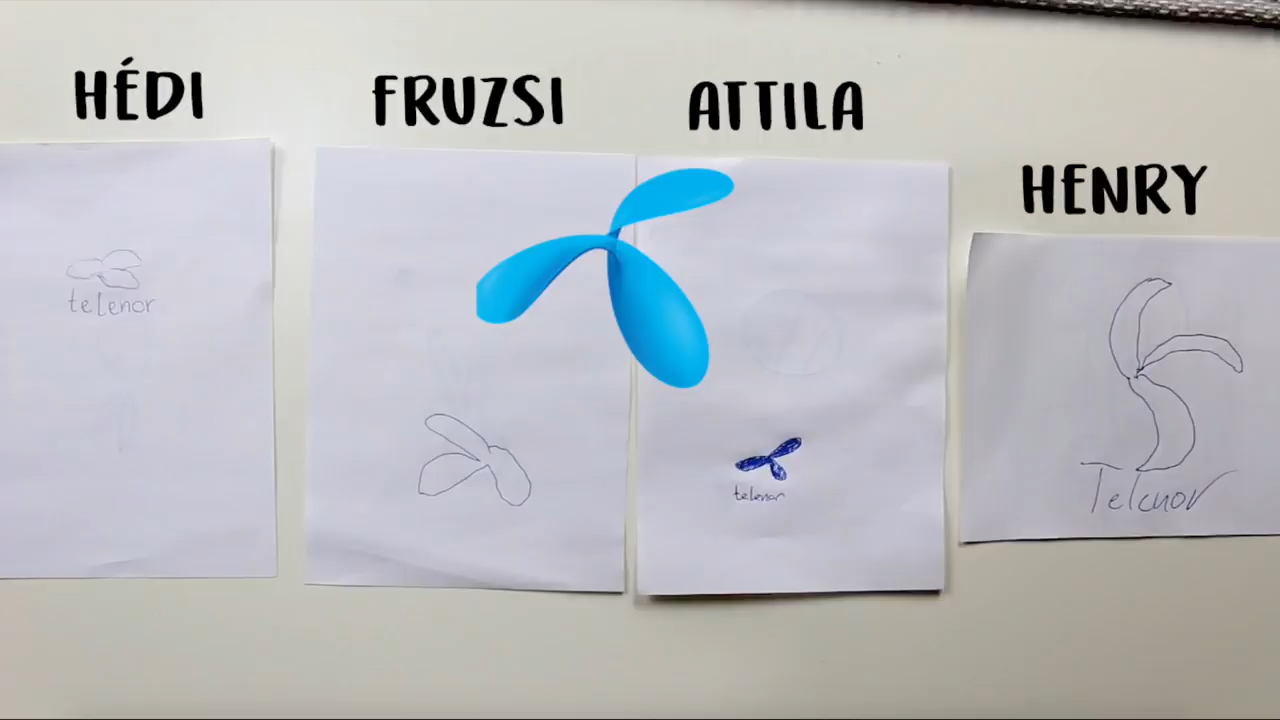 HÉDI
FRUZSI
ATTILA
HENRY
telenor
telenor
Telenor